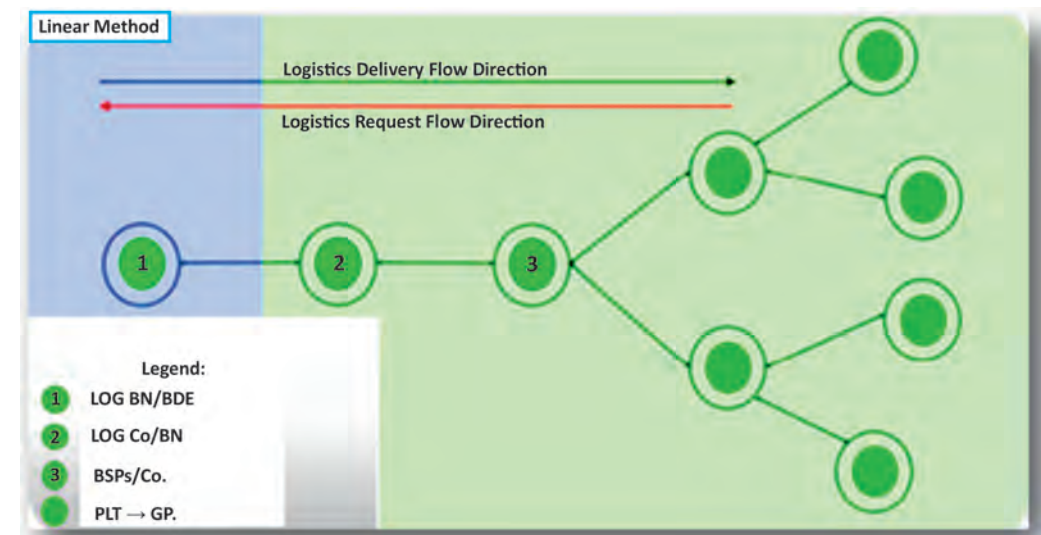 Linear Method
Logistics Delivery Flow Direction
Logistics Request Flow Direction
1
2
3
Legend:
1 LOG BN/BDE
2 LOG Co/BN
3 BSPs/Co.
PLT → GP.